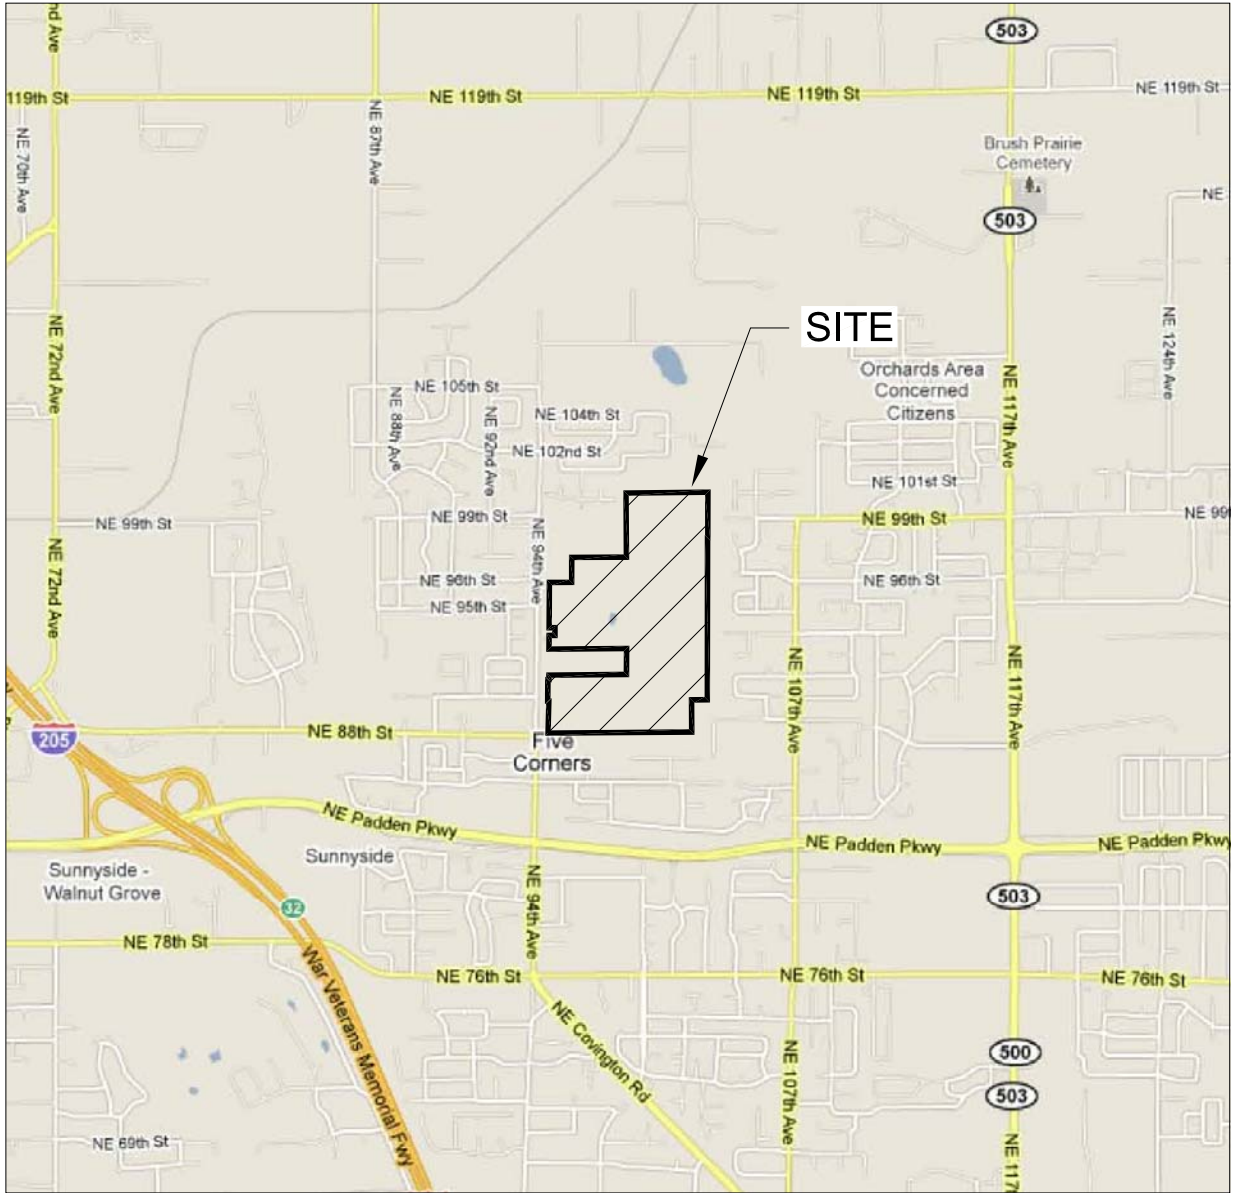 nd Ave
503
119th St
NE 119th St
NE 119th St
NE 119th St
NE 70th Ave
NE 87th Ave
Brush Prairie
Cemetery
NE
503
NE 72nd Ave
NE 124th Ave
SITE
Orchards Area
Concerned
Citizens
NE 117th Ave
NE 105th St
NE 88th Ave
NE 92nd Ave
NE 104th St
NE 102nd St
NE 101st St
NE 99th St
NE 99th St
NE 94th Ave
NE 99th St
NE 99
NE 72nd Ave
NE 96th St
NE 96th St
NE 95th St
NE 107th Ave
NE 117th Ave
205
NE 88th St
Five
Corners
NE Padden Pkwy
NE Padden Pkwy
NE Padden Pkwy
Sunnyside
Sunnyside -
Walnut Grove
NE 94th Ave
503
32
NE 78th St
War Veterans Memorial Fwy
NE 76th St
NE 76th St
NE 76th St
NE Covington Rd
NE 107th Ave
500
503
NE 69th St
NE 117t